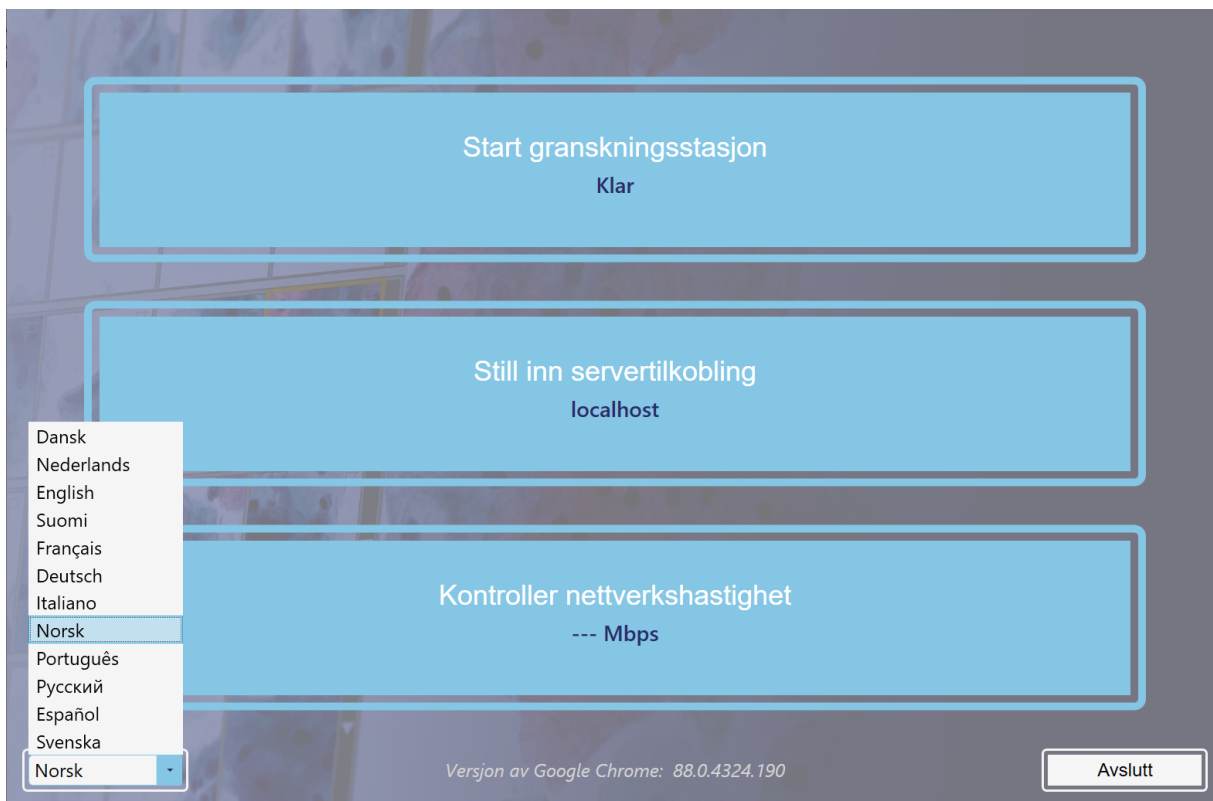 Start granskningsstasjon
Klar
Still inn servertilkobling
localhost
Kontroller nettverkshastighet
--- Mbps
Dansk
Nederlands
English
Suomi
Français
Deutsch
Italiano
Norsk
Português
Русский
Español
Svenska
Norsk
Versjon av Google Chrome: 88.0.4324.190
Avslutt